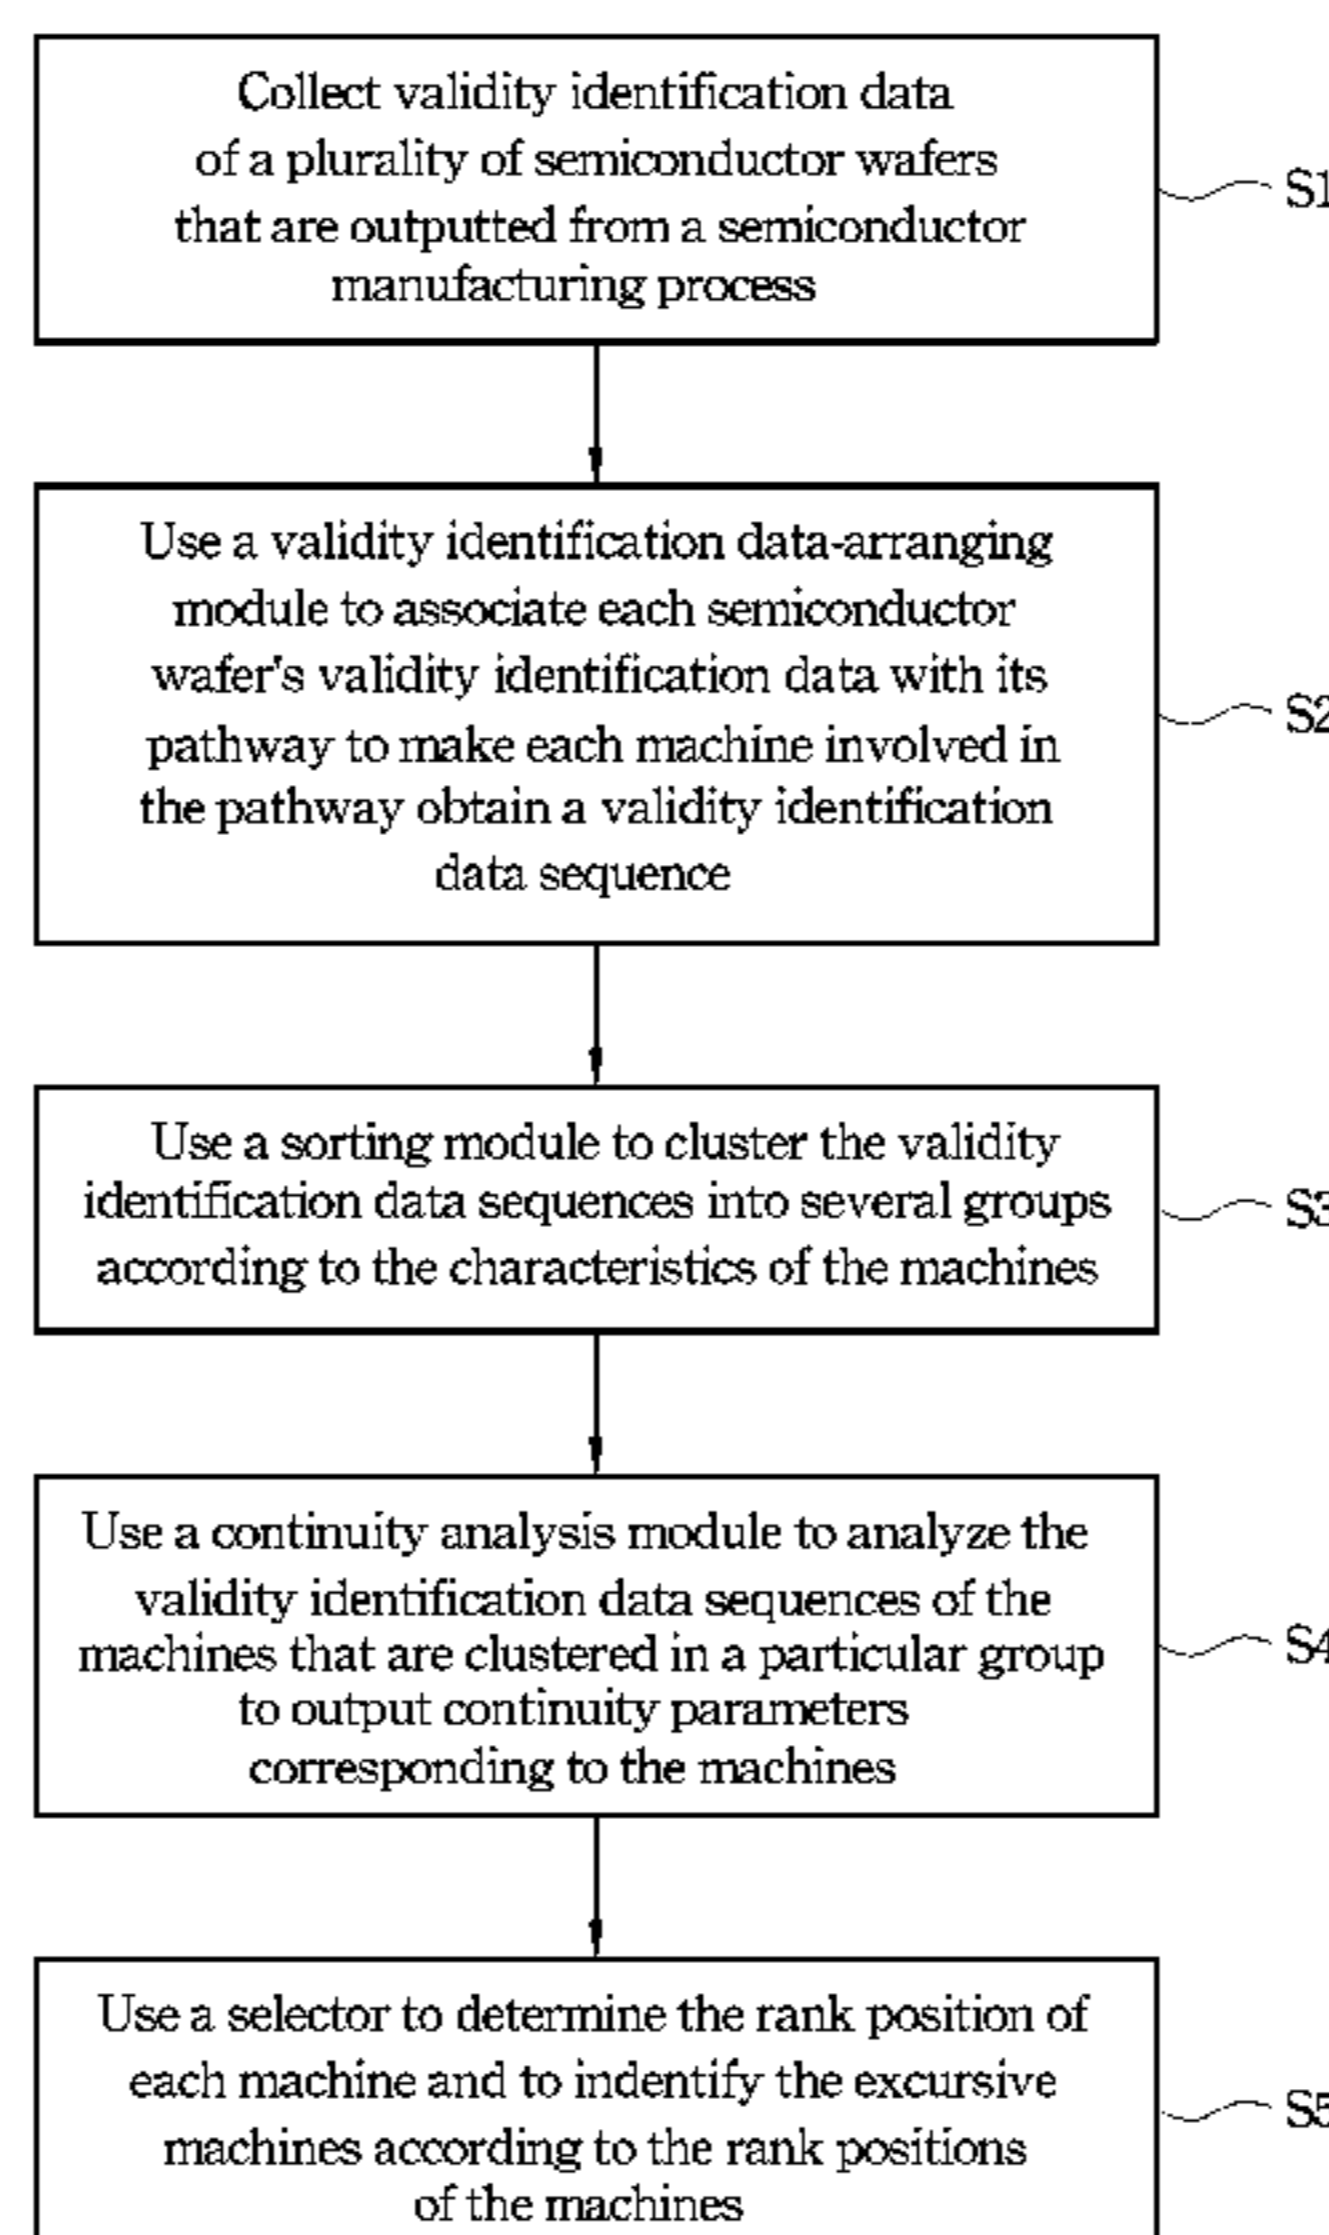 Collect validity identification data
of a plurality of semiconductor wafers
that are outputted from a semiconductor
manufacturing process
S1
Use a validity identification data-arranging
module to associate each semiconductor
wafer's validity identification data with its
pathway to make each machine involved in
the pathway obtain a validity identification
data sequence
S2
Use a sorting module to cluster the validity
identification data sequences into several groups
according to the characteristics of the machines
S3
Use a continuity analysis module to analyze the
validity identification data sequences of the
machines that are clustered in a particular group
to output continuity parameters
corresponding to the machines
S4
Use a selector to determine the rank position of
each machine and to indentify the excursive
machines according to the rank positions
of the machines
S5